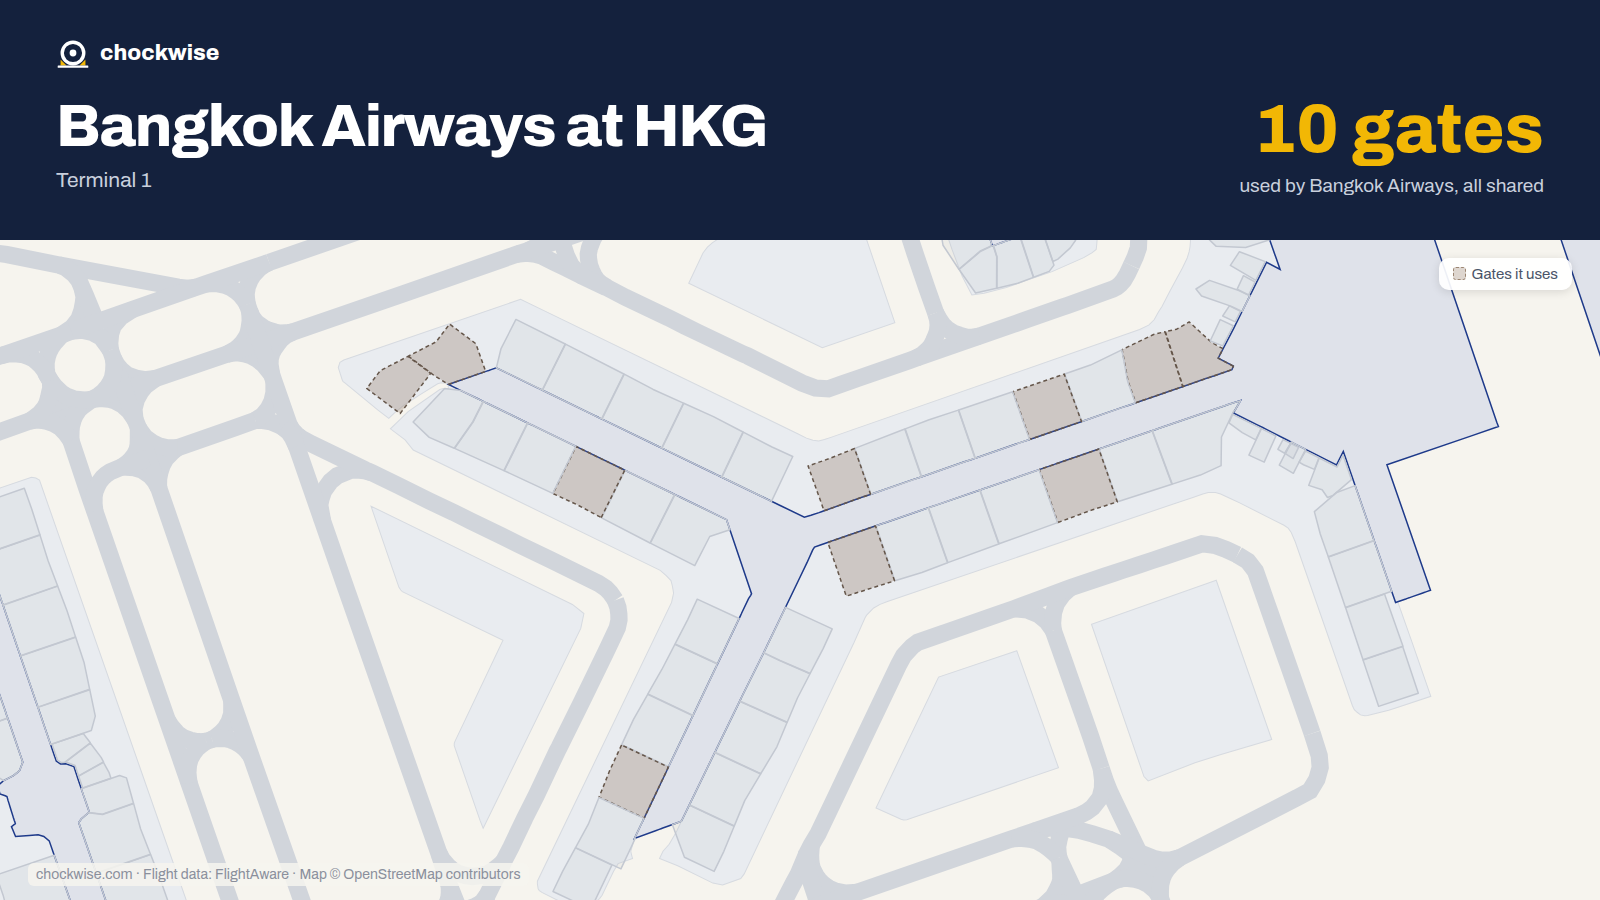 chockwise
Bangkok Airways at HKG
Terminal 1
10 gates
used by Bangkok Airways, all shared
Gates it uses
chockwise.com · Flight data: FlightAware · Map © OpenStreetMap contributors